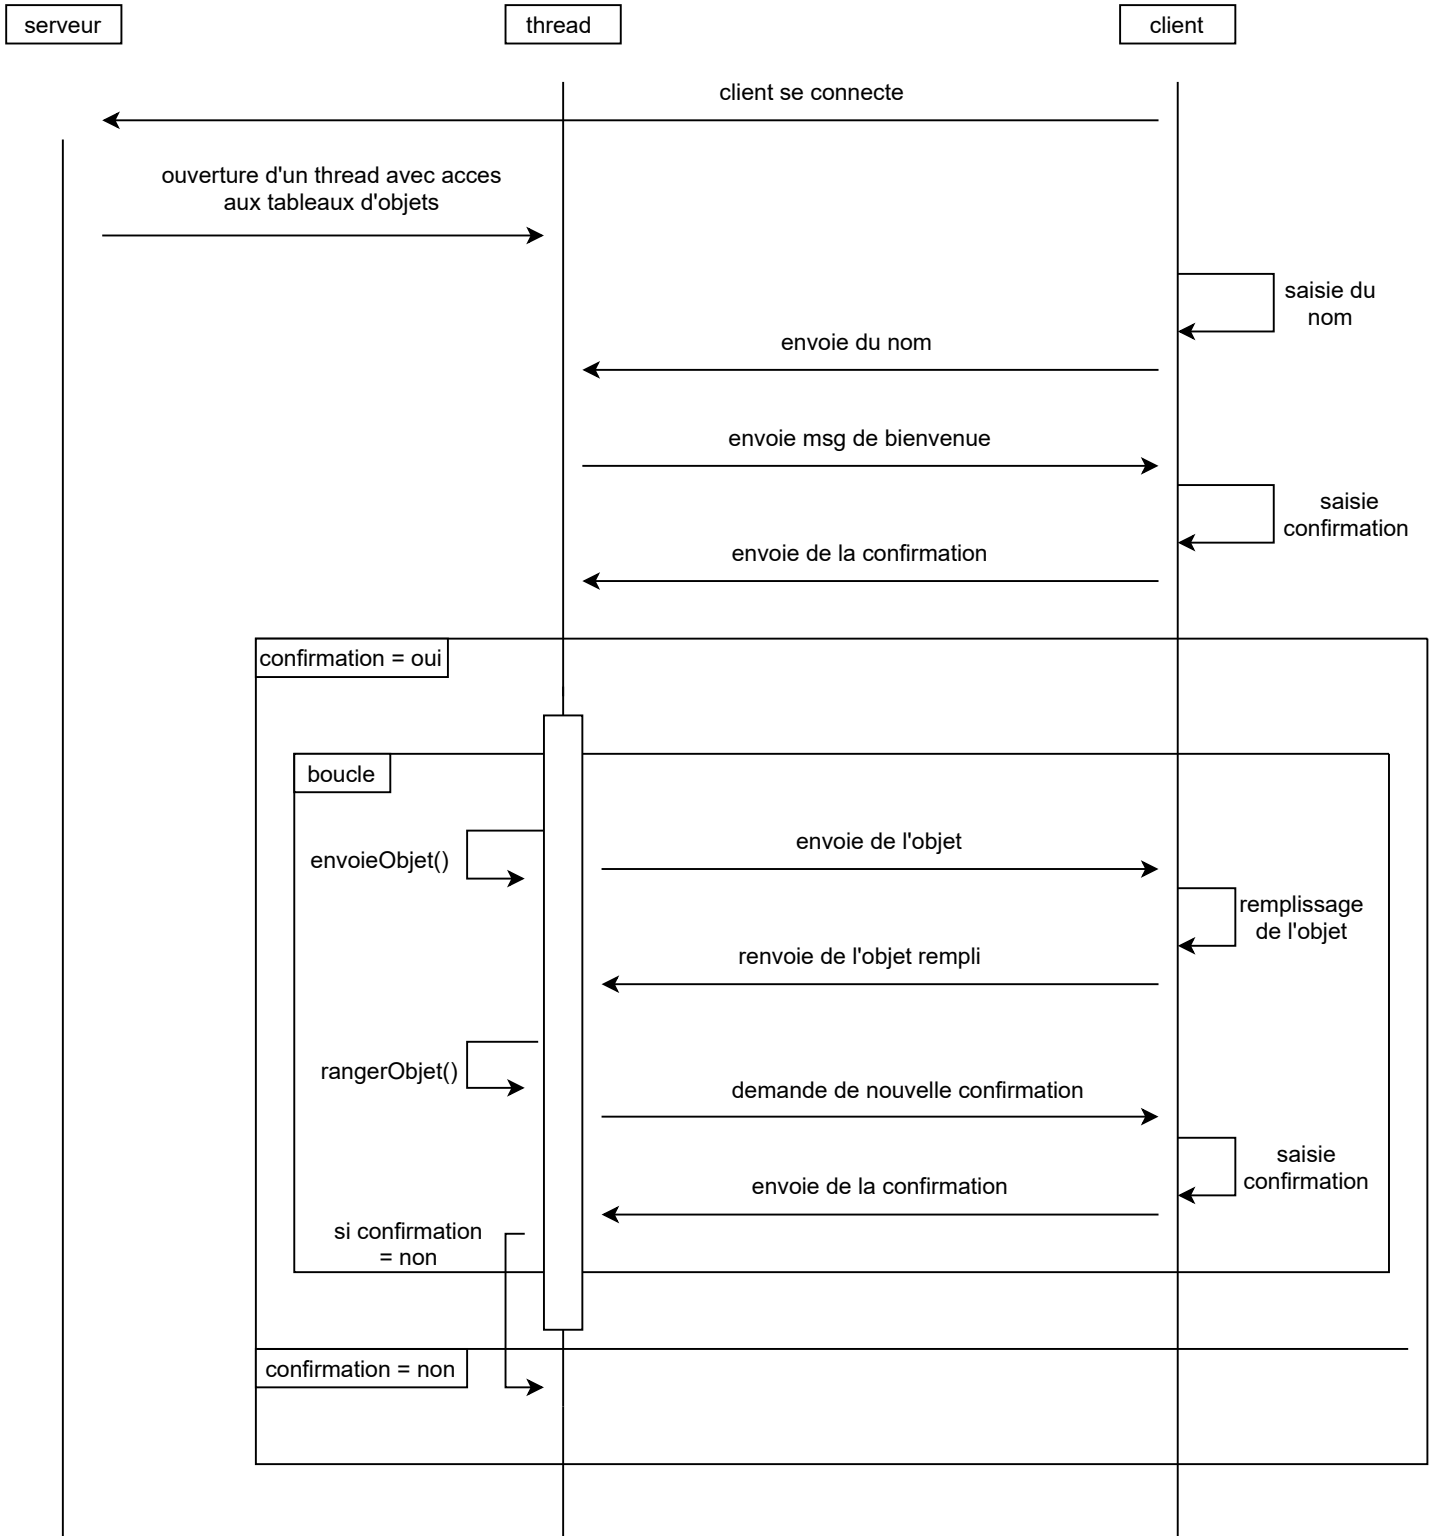 serveur
thread
client
client se connecte
ouverture d'un thread avec acces
aux tableaux d'objets
saisie du
nom
envoie du nom
envoie msg de bienvenue
saisie
confirmation
envoie de la confirmation
confirmation = oui
boucle
envoieObjet()
envoie de l'objet
remplissage
de l'objet
renvoie de l'objet rempli
rangerObjet()
demande de nouvelle confirmation
saisie
confirmation
envoie de la confirmation
si confirmation
= non
confirmation = non